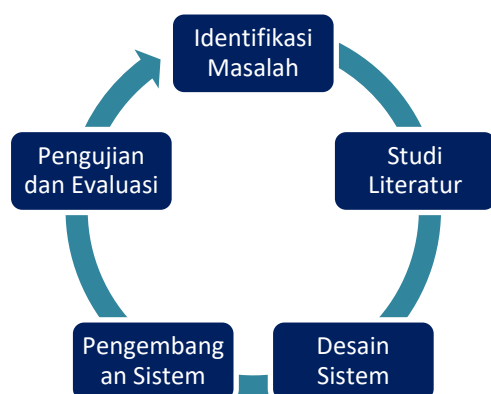 Identifikasi
Masalah
Studi
Literatur
Desain
Sistem
Pengembang
an Sistem
Pengujian
dan Evaluasi